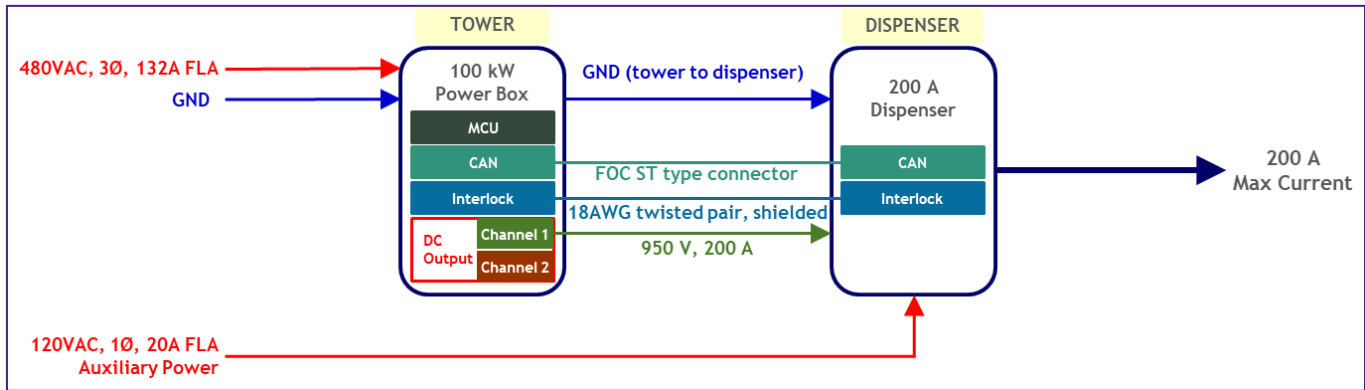 TOWER
DISPENSER
480VAC, 3Ø, 132A FLA
GND
100 kW
Power Box
GND (tower to dispenser)
200 A
Dispenser
MCU
CAN
FOC ST type connector
CAN
200 A
Max Current
Interlock
18AWG twisted pair, shielded
Interlock
DC
Output
Channel 1
Channel 2
950 V, 200 A
120VAC, 1Ø, 20A FLA
Auxiliary Power